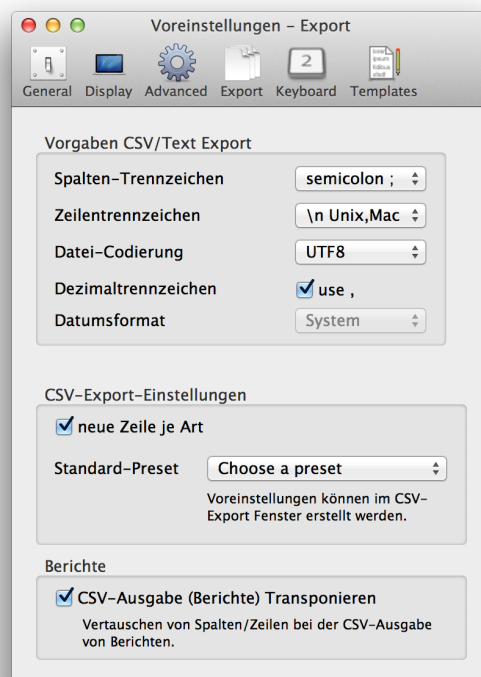 Voreinstellungen – Export
General Display Advanced Export Keyboard Templates
Vorgaben CSV/Text Export
Spalten-Trennzeichen semicolon ;
Zeilentrennzeichen \n Unix,Mac
Datei-Codierung UTF8
Dezimaltrennzeichen use ,
Datumsformat System
CSV-Export-Einstellungen
neue Zeile je Art
Standard-Preset Choose a preset
Voreinstellungen können im CSV-
Export Fenster erstellt werden.
Berichte
CSV-Ausgabe (Berichte) Transponieren
Vertauschen von Spalten/Zeilen bei der CSV-Ausgabe
von Berichten.